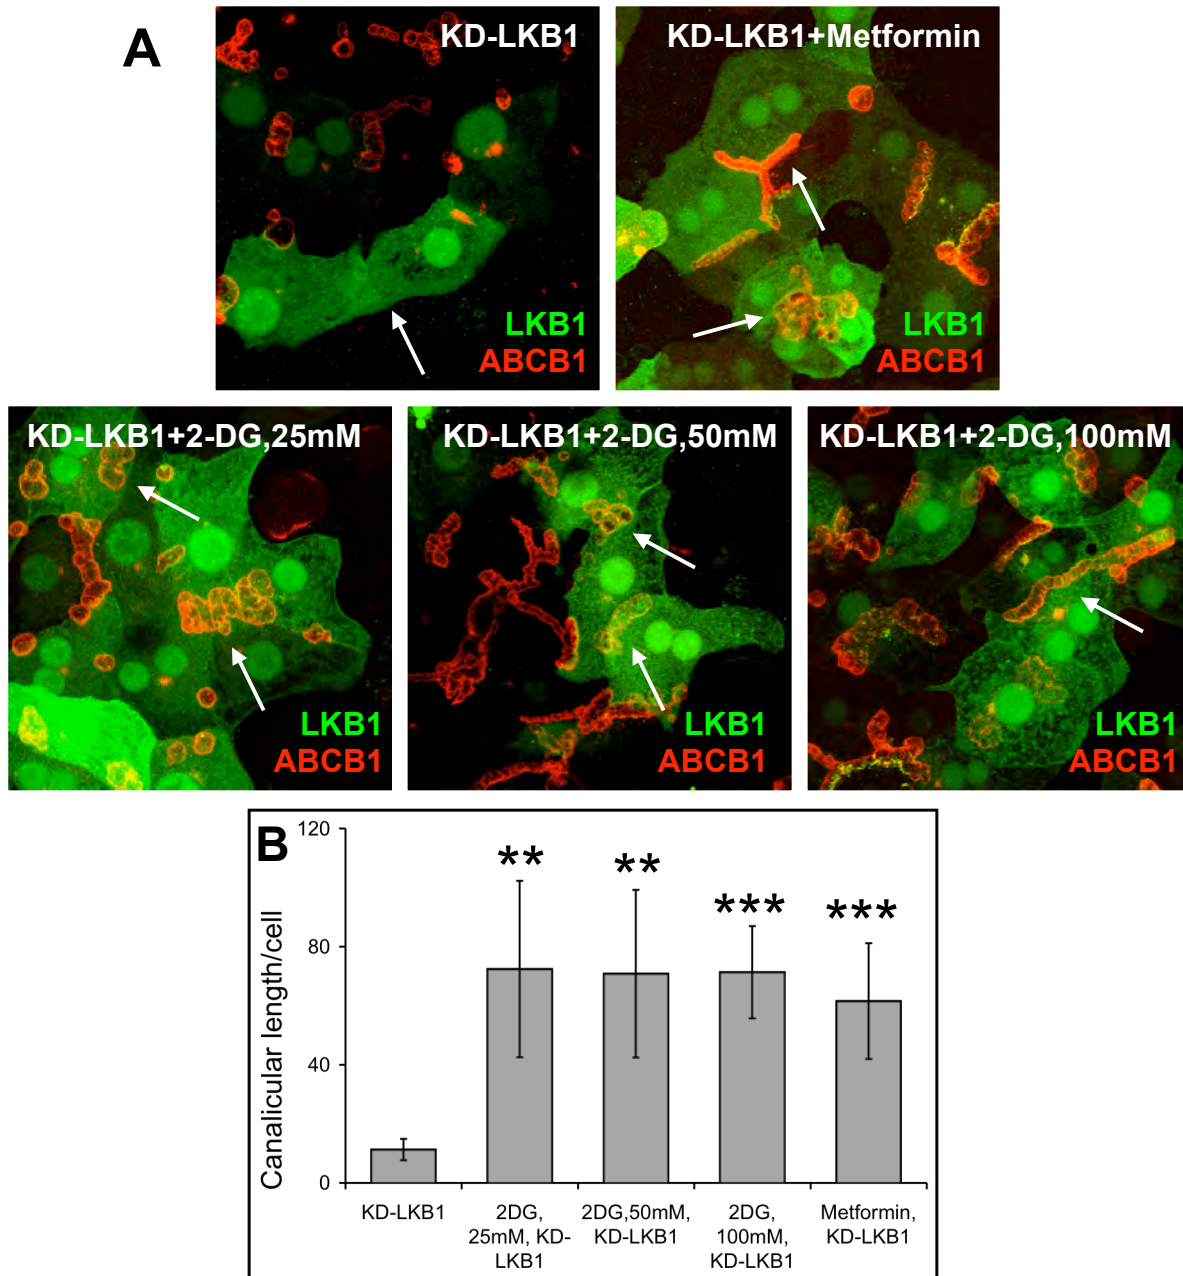 A
KD-LKB1
LKB1
ABCB1
KD-LKB1+Metformin
LKB1
ABCB1
KD-LKB1+2-DG,25mM
LKB1
ABCB1
KD-LKB1+2-DG,50mM
LKB1
ABCB1
KD-LKB1+2-DG,100mM
LKB1
ABCB1
B
Canalicular length/cell
120
80
40
0
**
**
***
***
KD-LKB1
2DG,
25mM, KD-
LKB1
2DG,50mM,
KD-LKB1
2DG,
100mM,
KD-LKB1
Metformin,
KD-LKB1